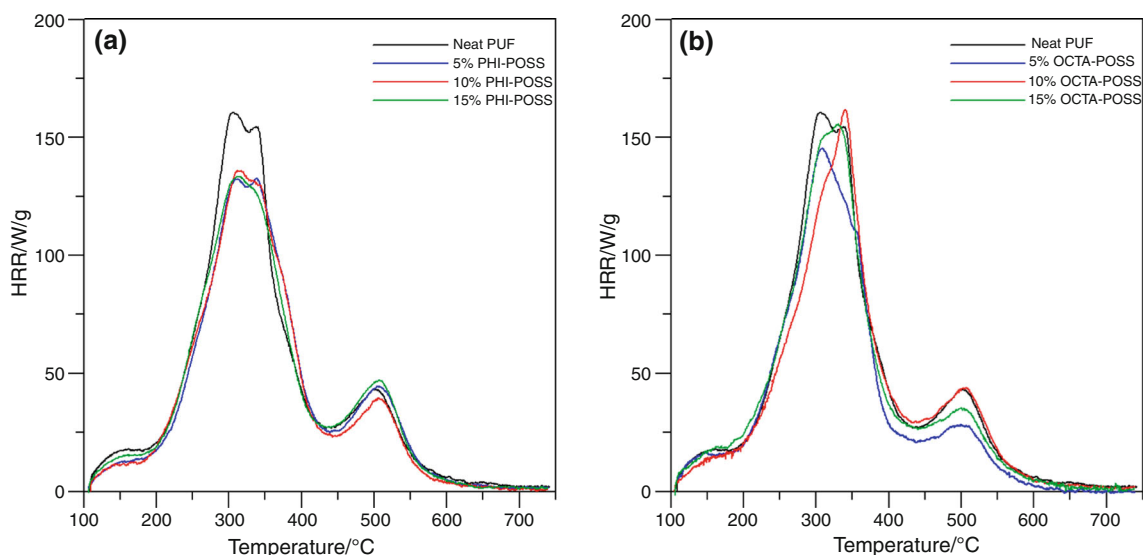 (a)
Neat PUF
5% PHI-POSS
10% PHI-POSS
15% PHI-POSS
HRR/W/g
200
150
100
50
0
100 200 300 400 500 600 700
Temperature/°C
(b)
Neat PUF
5% OCTA-POSS
10% OCTA-POSS
15% OCTA-POSS
HRR/W/g
200
150
100
50
0
100 200 300 400 500 600 700
Temperature/°C